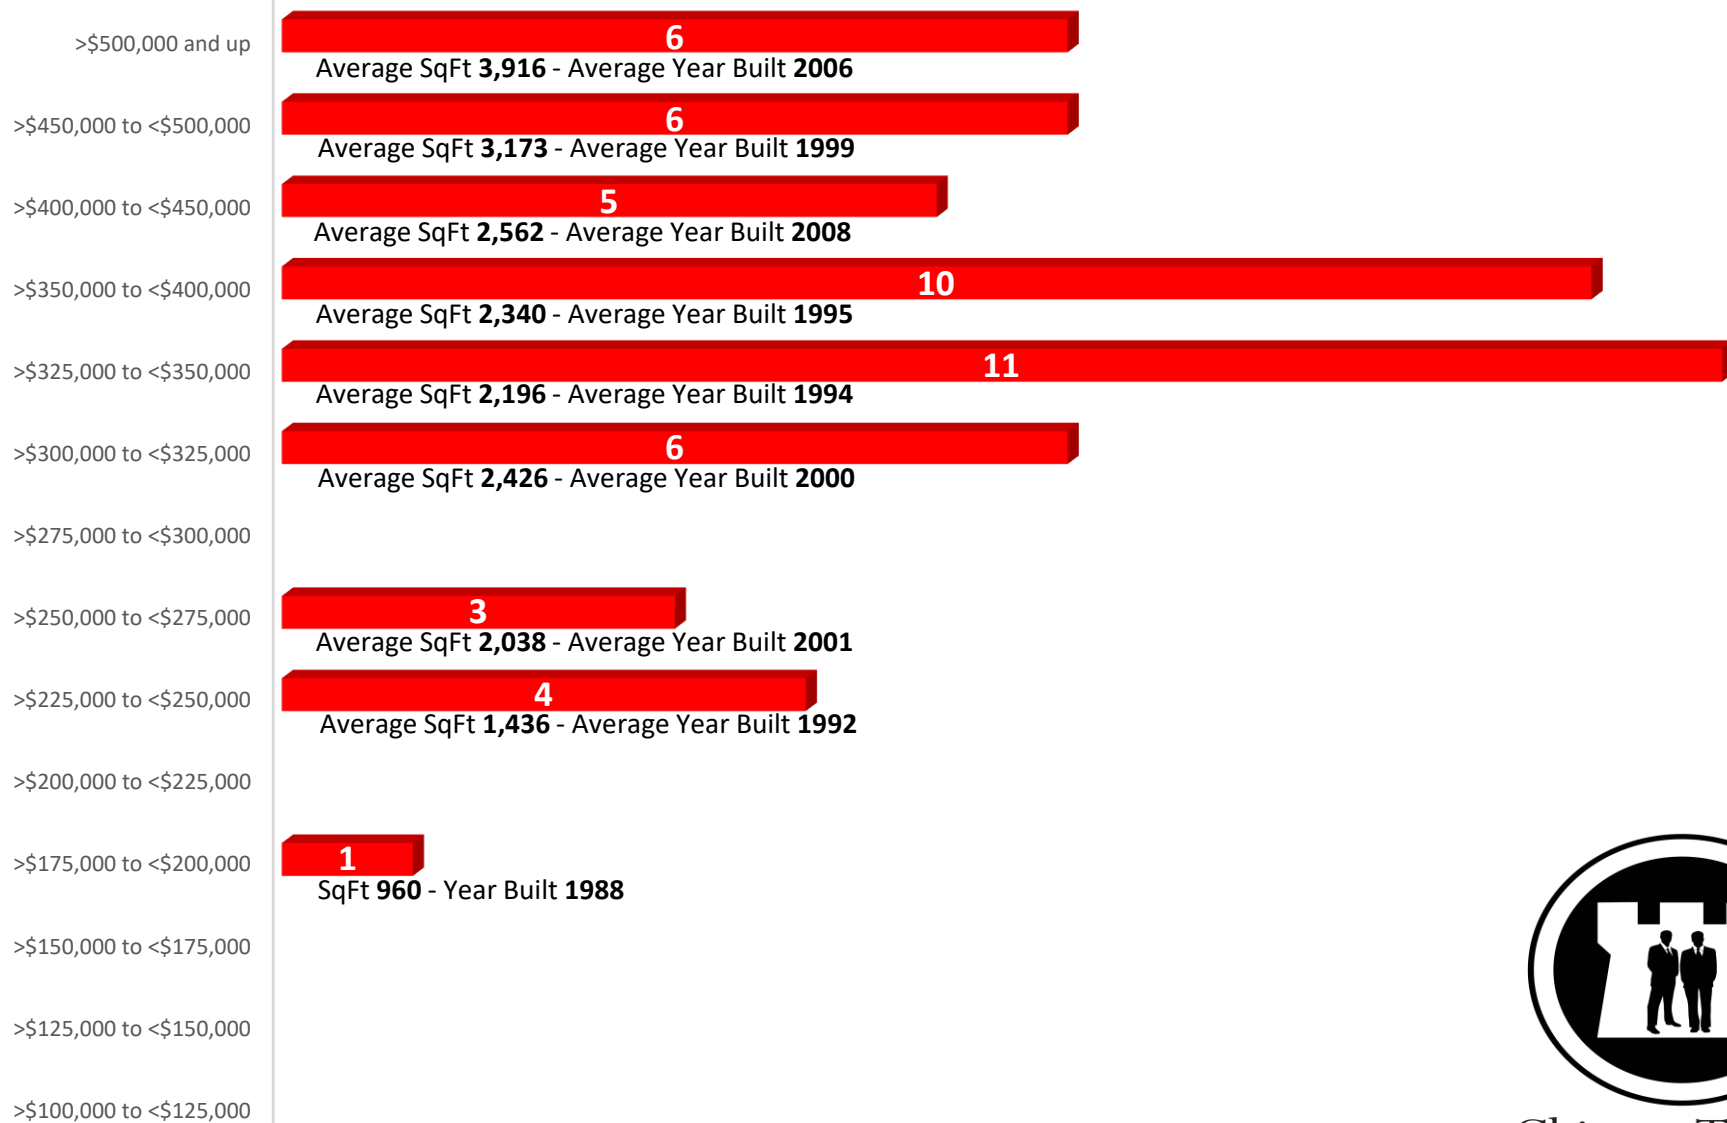 >$500,000 and up
6
Average SqFt 3,916 - Average Year Built 2006
>$450,000 to <$500,000
6
Average SqFt 3,173 - Average Year Built 1999
>$400,000 to <$450,000
5
Average SqFt 2,562 - Average Year Built 2008
>$350,000 to <$400,000
10
Average SqFt 2,340 - Average Year Built 1995
>$325,000 to <$350,000
11
Average SqFt 2,196 - Average Year Built 1994
>$300,000 to <$325,000
6
Average SqFt 2,426 - Average Year Built 2000
>$275,000 to <$300,000
>$250,000 to <$275,000
3
Average SqFt 2,038 - Average Year Built 2001
>$225,000 to <$250,000
4
Average SqFt 1,436 - Average Year Built 1992
>$200,000 to <$225,000
>$175,000 to <$200,000
1
SqFt 960 - Year Built 1988
>$150,000 to <$175,000
>$125,000 to <$150,000
>$100,000 to <$125,000